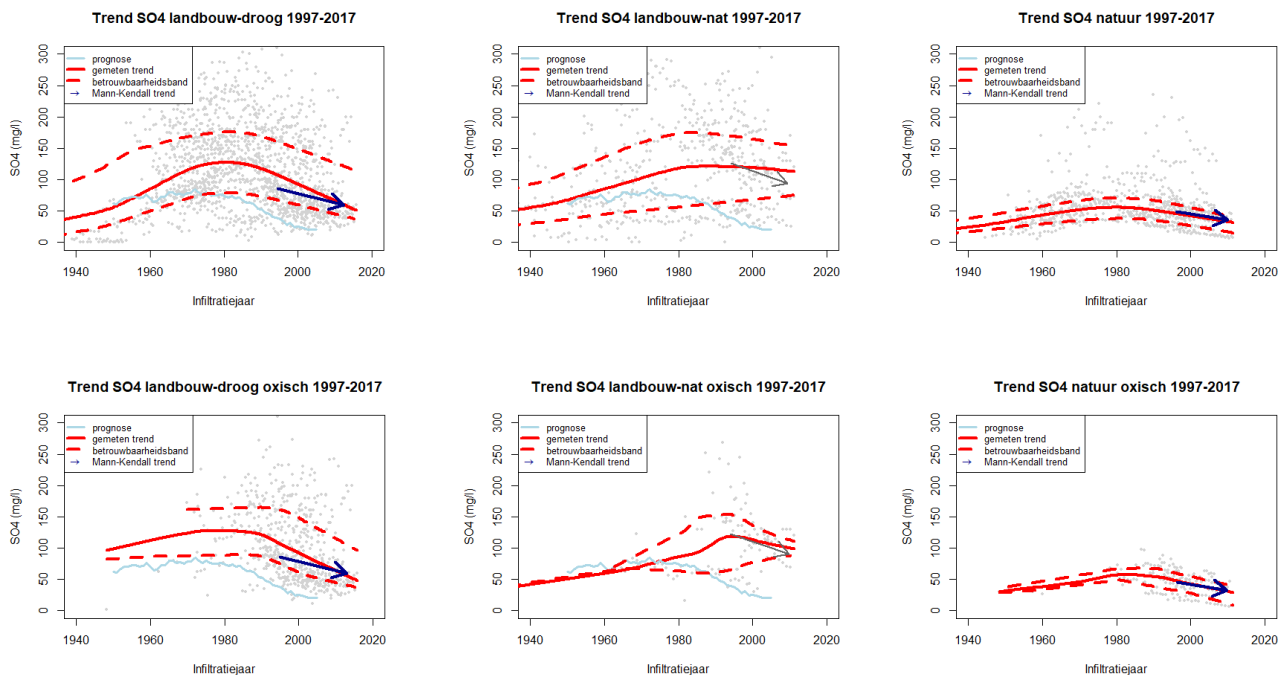 Trend SO4 landbouw-droog 1997-2017
SO4 (mg/l)
0 50 100 150 200 250 300
prognose
gemeten trend
betrouwbaarheidsband
→ Mann-Kendall trend
1940 1960 1980 2000 2020
Infiltratiejaar
Trend SO4 landbouw-nat 1997-2017
SO4 (mg/l)
0 50 100 150 200 250 300
prognose
gemeten trend
betrouwbaarheidsband
→ Mann-Kendall trend
1940 1960 1980 2000 2020
Infiltratiejaar
Trend SO4 natuur 1997-2017
SO4 (mg/l)
0 50 100 150 200 250 300
prognose
gemeten trend
betrouwbaarheidsband
→ Mann-Kendall trend
1940 1960 1980 2000 2020
Infiltratiejaar
Trend SO4 landbouw-droog oxisch 1997-2017
SO4 (mg/l)
0 50 100 150 200 250 300
prognose
gemeten trend
betrouwbaarheidsband
→ Mann-Kendall trend
1940 1960 1980 2000 2020
Infiltratiejaar
Trend SO4 landbouw-nat oxisch 1997-2017
SO4 (mg/l)
0 50 100 150 200 250 300
prognose
gemeten trend
betrouwbaarheidsband
→ Mann-Kendall trend
1940 1960 1980 2000 2020
Infiltratiejaar
Trend SO4 natuur oxisch 1997-2017
SO4 (mg/l)
0 50 100 150 200 250 300
prognose
gemeten trend
betrouwbaarheidsband
→ Mann-Kendall trend
1940 1960 1980 2000 2020
Infiltratiejaar